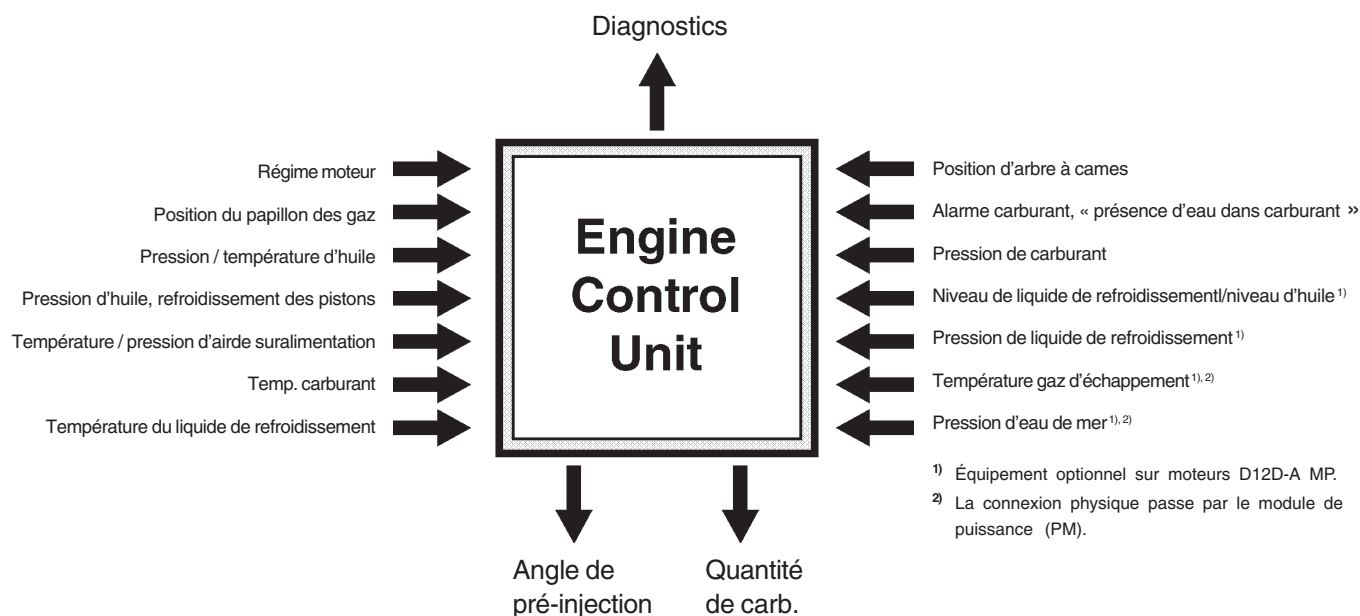 Diagnostics
Régime moteur
Position du papillon des gaz
Pression / température d'huile
Pression d'huile, refroidissement des pistons
Température / pression d'airde suralimentation
Temp. carburant
Température du liquide de refroidissement
Engine
Control
Unit
Position d'arbre à cames
Alarme carburant, « présence d'eau dans carburant »
Pression de carburant
Niveau de liquide de refroidissementl/niveau d'huile 1)
Pression de liquide de refroidissement 1)
Température gaz d'échappement 1), 2)
Pression d'eau de mer 1), 2)
1) Équipement optionnel sur moteurs D12D-A MP.
2) La connexion physique passe par le module de
puissance (PM).
Angle de
pré-injection
Quantité
de carb.